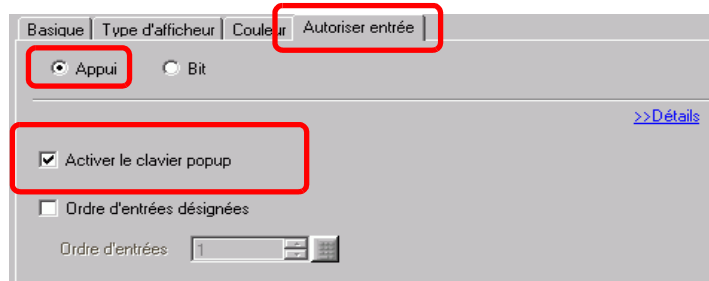 Basique Type d'afficheur Couleur Autoriser entrée
Appui Bit
>>Détails
Activer le clavier popup
Ordre d'entrées désignées
Ordre d'entrées 1